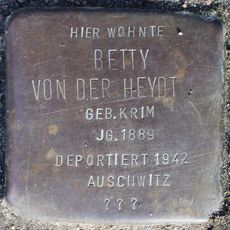 HIER WOHNTE
BETTY
VON DER HEYDT
GEB. KRIM
JG. 1889
DEPORTIERT 1942
AUSCHWITZ
? ? ?